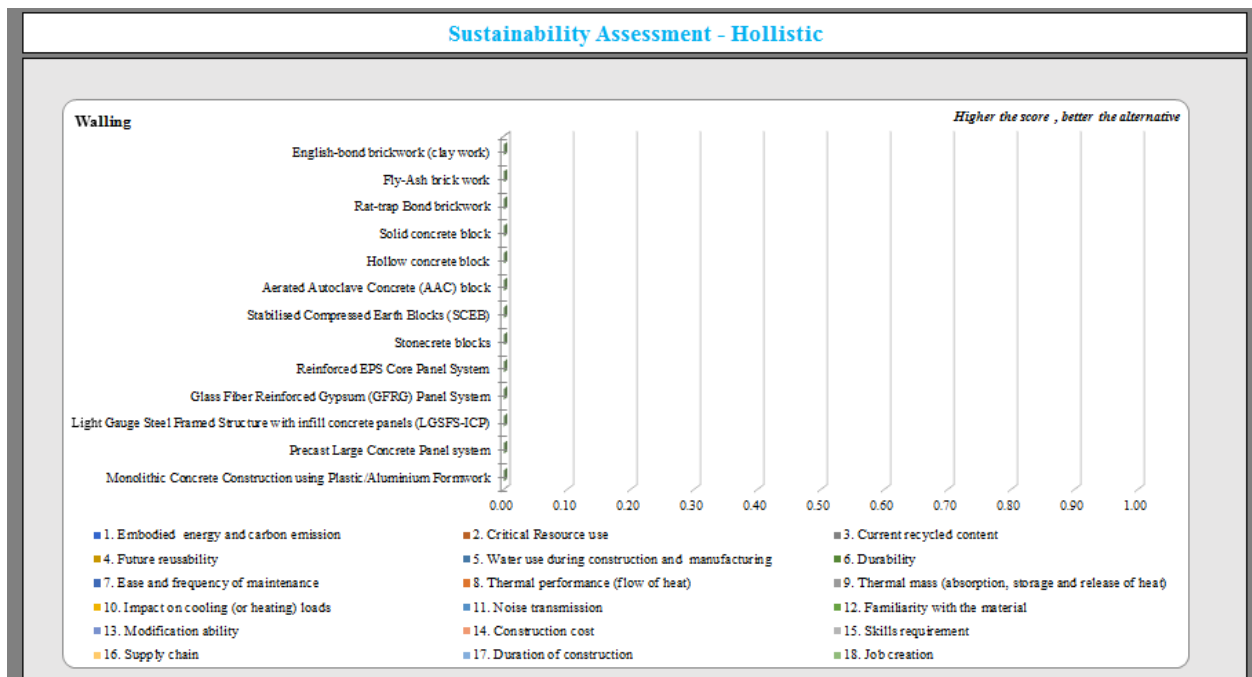 Sustainability Assessment - Hollistic
Walling
Higher the score , better the alternative
English-bond brickwork (clay work)
Fly-Ash brick work
Rat-trap Bond brickwork
Solid concrete block
Hollow concrete block
Aerated Autoclave Concrete (AAC) block
Stabilised Compressed Earth Blocks (SCEB)
Stonecrete blocks
Reinforced EPS Core Panel System
Glass Fiber Reinforced Gypsum (GFRG) Panel System
Light Gauge Steel Framed Structure with infill concrete panels (LGSFS-ICP)
Precast Large Concrete Panel system
Monolithic Concrete Construction using Plastic/Aluminium Formwork
0.00 0.10 0.20 0.30 0.40 0.50 0.60 0.70 0.80 0.90 1.00
1. Embodied energy and carbon emission 2. Critical Resource use 3. Current recycled content
4. Future reusability 5. Water use during construction and manufacturing 6. Durability
7. Ease and frequency of maintenance 8. Thermal performance (flow of heat) 9. Thermal mass (absorption, storage and release of heat)
10. Impact on cooling (or heating) loads 11. Noise transmission 12. Familiarity with the material
13. Modification ability 14. Construction cost 15. Skills requirement
16. Supply chain 17. Duration of construction 18. Job creation